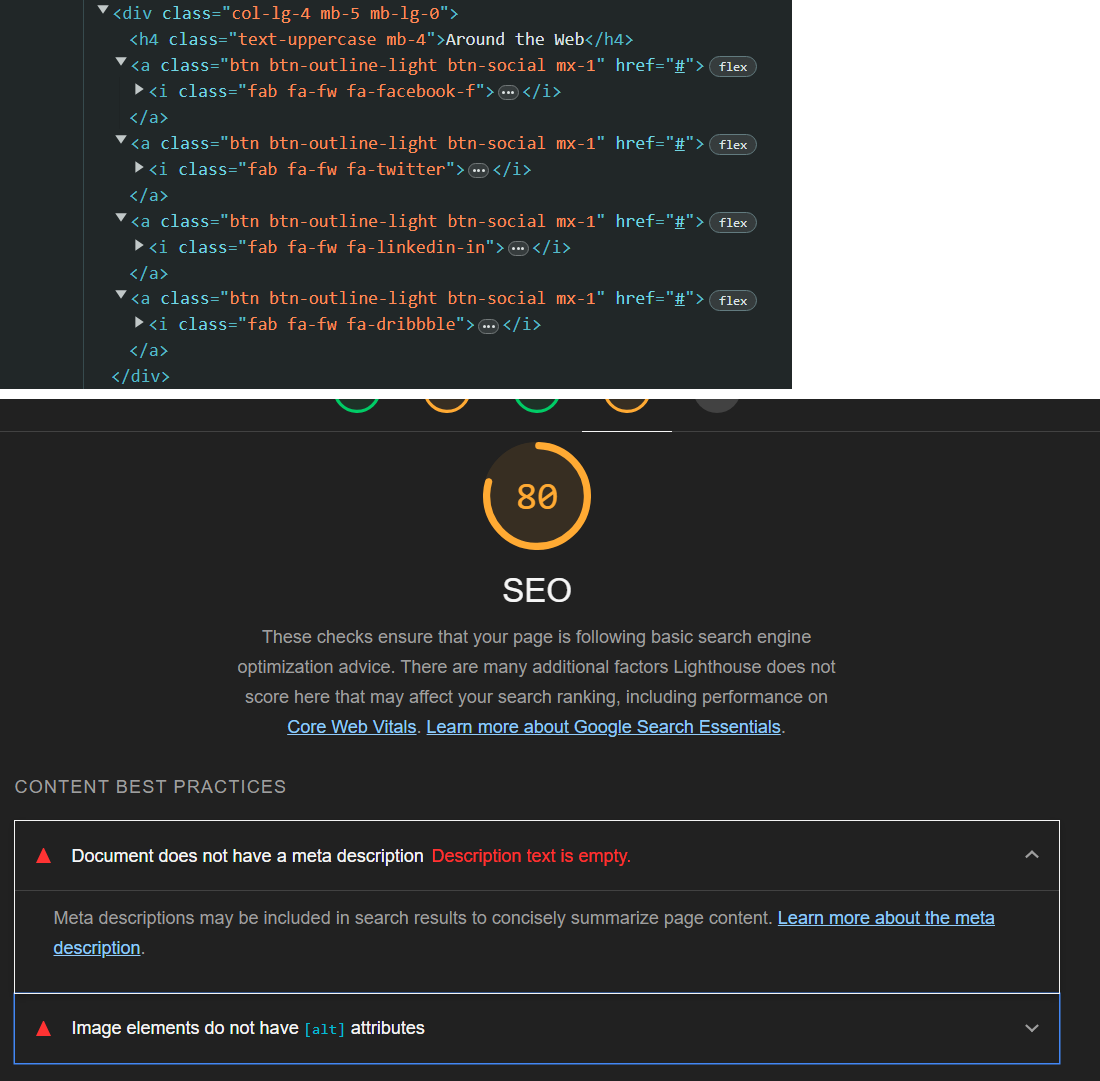 <div class="col-lg-4 mb-5 mb-lg-0">
<h4 class="text-uppercase mb-4">Around the Web</h4>
<a class="btn btn-outline-light btn-social mx-1" href="#"> flex
<i class="fab fa-fw fa-facebook-f">…</i>
</a>
<a class="btn btn-outline-light btn-social mx-1" href="#"> flex
<i class="fab fa-fw fa-twitter">…</i>
</a>
<a class="btn btn-outline-light btn-social mx-1" href="#"> flex
<i class="fab fa-fw fa-linkedin-in">…</i>
</a>
<a class="btn btn-outline-light btn-social mx-1" href="#"> flex
<i class="fab fa-fw fa-dribbble">…</i>
</a>
</div>
80
SEO
These checks ensure that your page is following basic search engine
optimization advice. There are many additional factors Lighthouse does not
score here that may affect your search ranking, including performance on
Core Web Vitals. Learn more about Google Search Essentials.
CONTENT BEST PRACTICES
Document does not have a meta description Description text is empty.
Meta descriptions may be included in search results to concisely summarize page content. Learn more about the meta
description.
Image elements do not have [alt] attributes